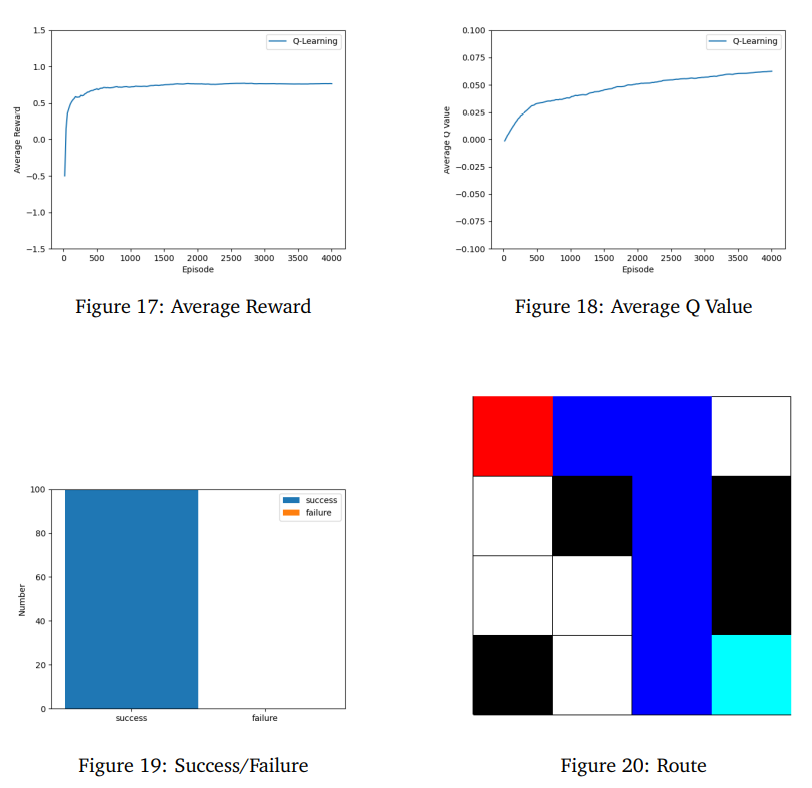 1.5
1.0
0.5
0.0
−0.5
−1.0
−1.5
Average Reward
Q-Learning
0 500 1000 1500 2000 2500 3000 3500 4000
Episode
Figure 17: Average Reward
0.100
0.075
0.050
0.025
0.000
−0.025
−0.050
−0.075
−0.100
Average Q Value
Q-Learning
0 500 1000 1500 2000 2500 3000 3500 4000
Episode
Figure 18: Average Q Value
100
80
60
40
20
0
Number
success
failure
success failure
Figure 19: Success/Failure
Figure 20: Route